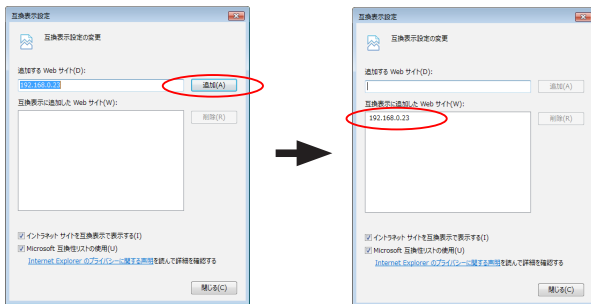 互換表示設定
互換表示設定の変更
追加する Web サイト(D):
192.168.0.23
追加(A)
互換表示に追加した Web サイト(W):
削除(R)
イントラネット サイトを互換表示で表示する(I)
Microsoft 互換性リストの使用(U)
Internet Explorer のプライバシーに関する声明を読んで詳細を確認する
閉じる(C)
互換表示設定
互換表示設定の変更
追加する Web サイト(D):
追加(A)
互換表示に追加した Web サイト(W):
192.168.0.23
削除(R)
イントラネット サイトを互換表示で表示する(I)
Microsoft 互換性リストの使用(U)
Internet Explorer のプライバシーに関する声明を読んで詳細を確認する
閉じる(C)